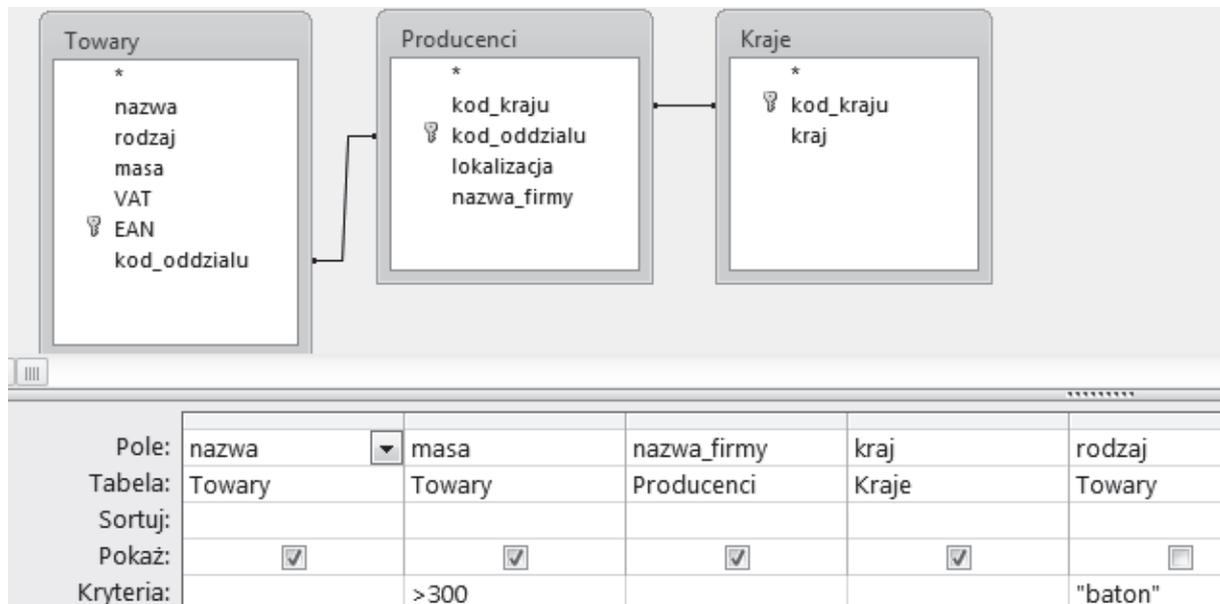 Towary
*
nazwa
rodzaj
masa
VAT
EAN
kod_oddzialu
Producenci
*
kod_kraju
kod_oddzialu
lokalizacja
nazwa_firmy
Kraje
*
kod_kraju
kraj
Pole: nazwa masa nazwa_firmy kraj rodzaj
Tabela: Towary Towary Producenci Kraje Towary
Sortuj:
Pokaż:
Kryteria: >300 "baton"